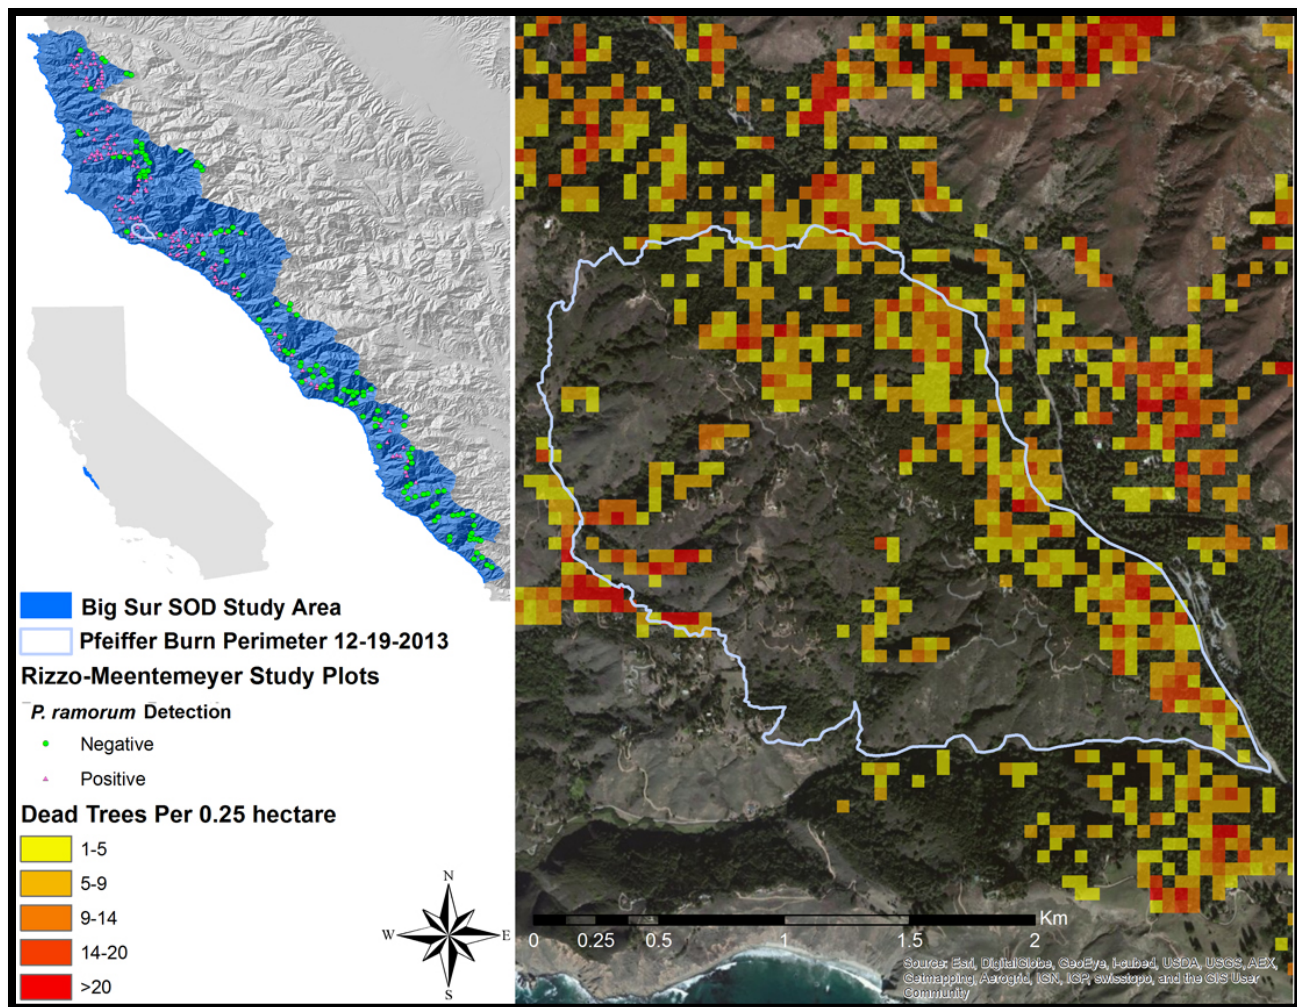 Big Sur SOD Study Area
Pfeiffer Burn Perimeter 12-19-2013
Rizzo-Meentemeyer Study Plots
P. ramorum Detection
Negative
Positive
Dead Trees Per 0.25 hectare
1-5
5-9
9-14
14-20
>20
N
W E
S
Km
0 0.25 0.5 1 1.5 2
Source: Esri, DigitalGlobe, GeoEye, i-cubed, USDA, USGS, AEX,
Getmapping, Aerogrid, IGN, IGP, swisstopo, and the GIS User
Community